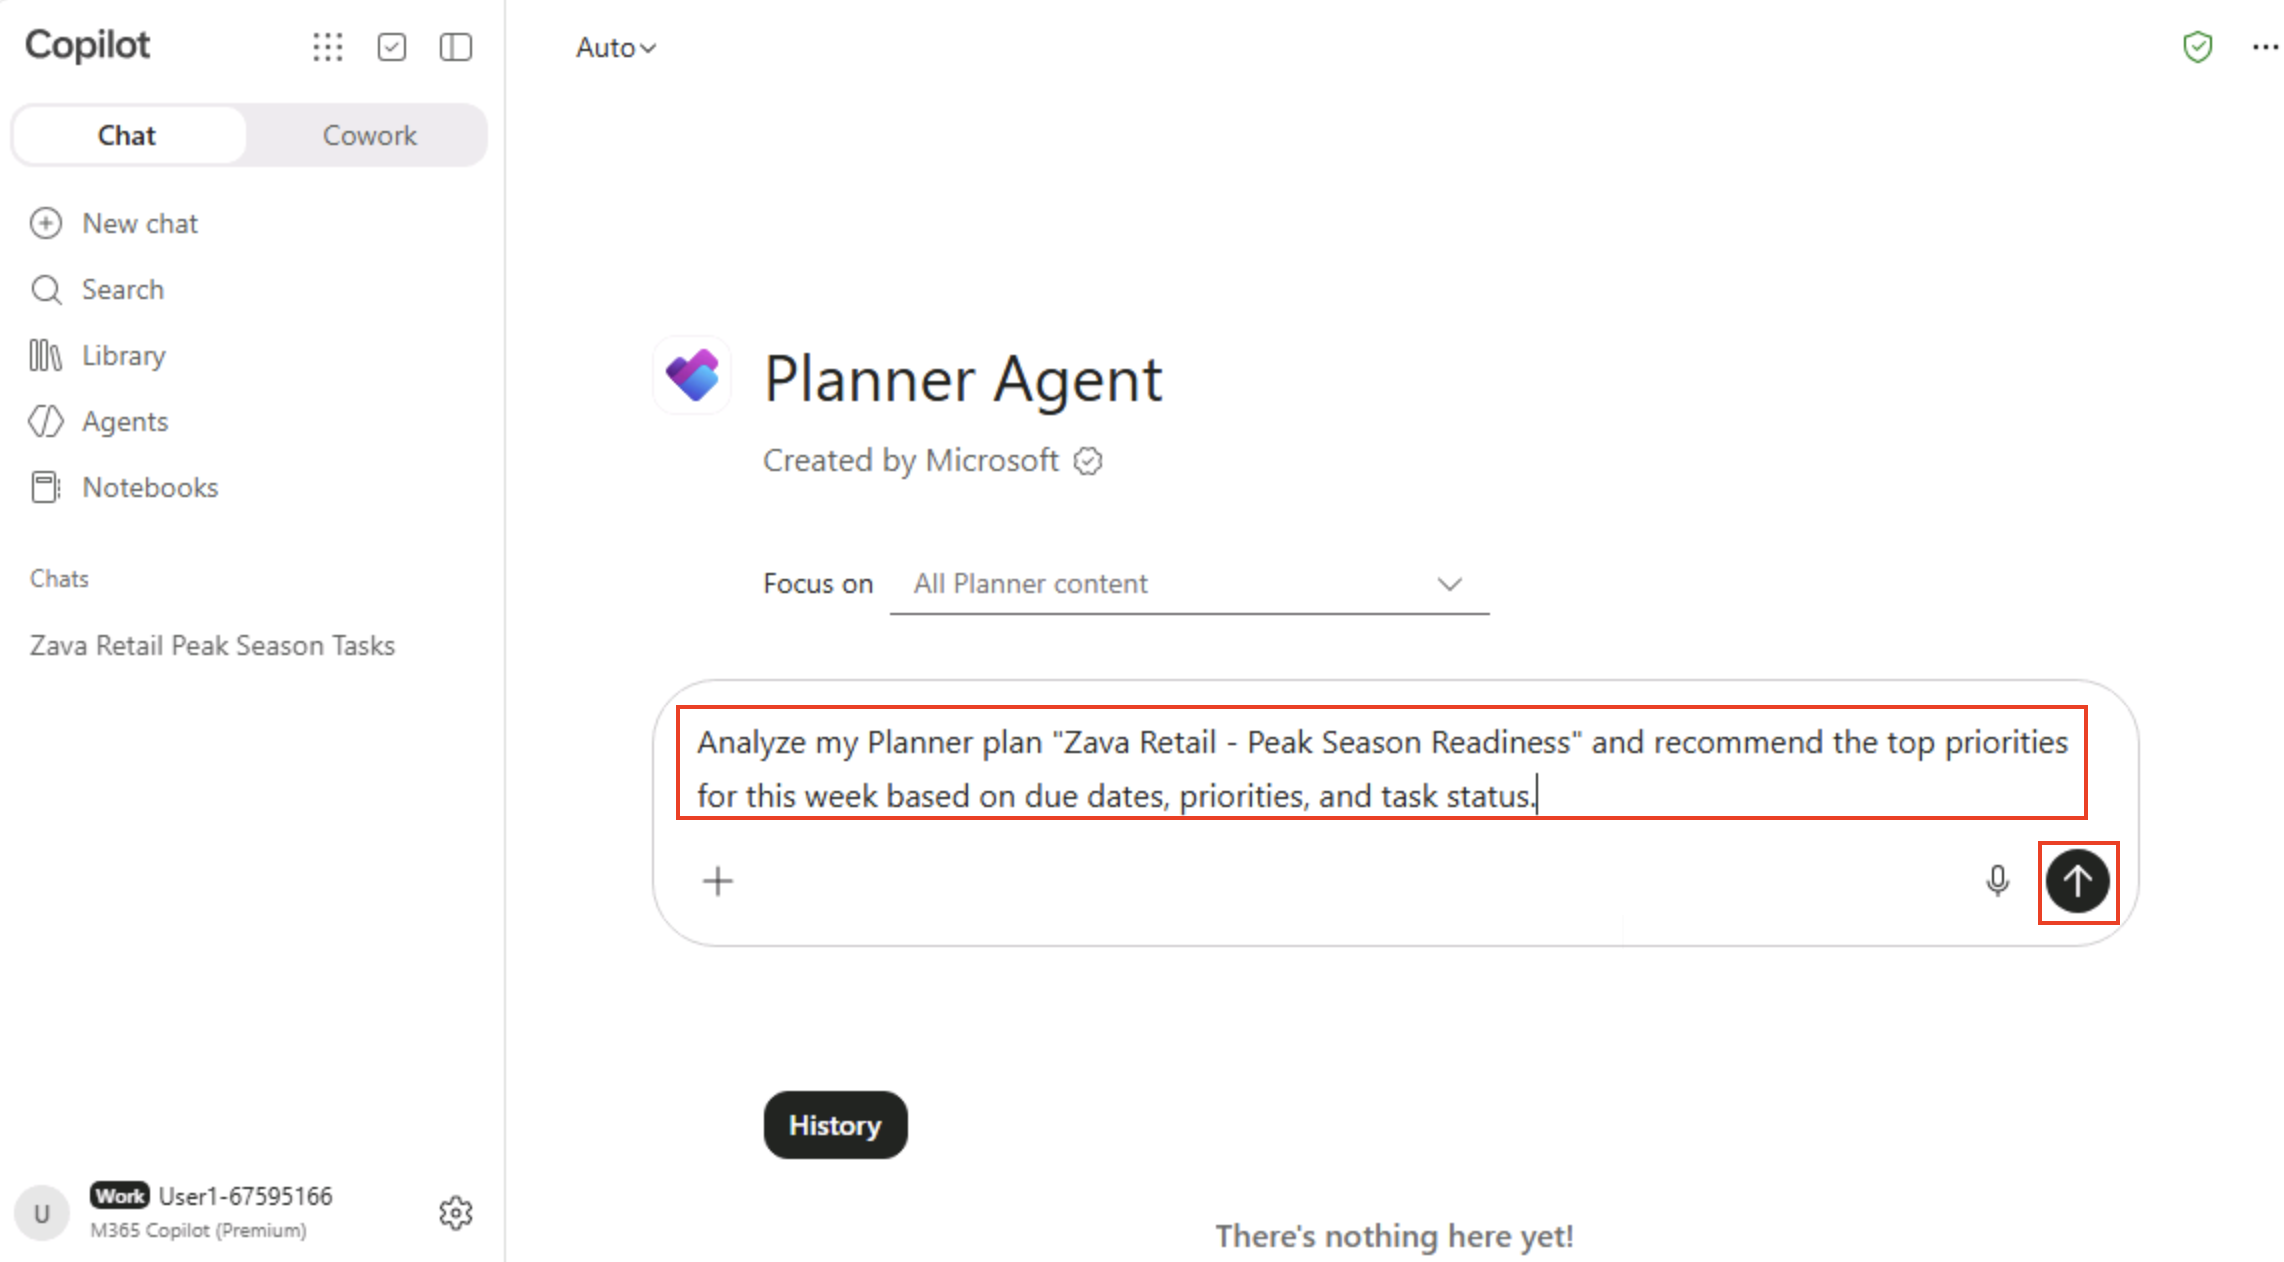 Copilot
Auto
Chat
Cowork
New chat
Search
Library
Agents
Notebooks
Chats
Zava Retail Peak Season Tasks
Planner Agent
Created by Microsoft
Focus on All Planner content
Analyze my Planner plan "Zava Retail - Peak Season Readiness" and recommend the top priorities
for this week based on due dates, priorities, and task status.
History
There's nothing here yet!
U
Work User1-67595166
M365 Copilot (Premium)